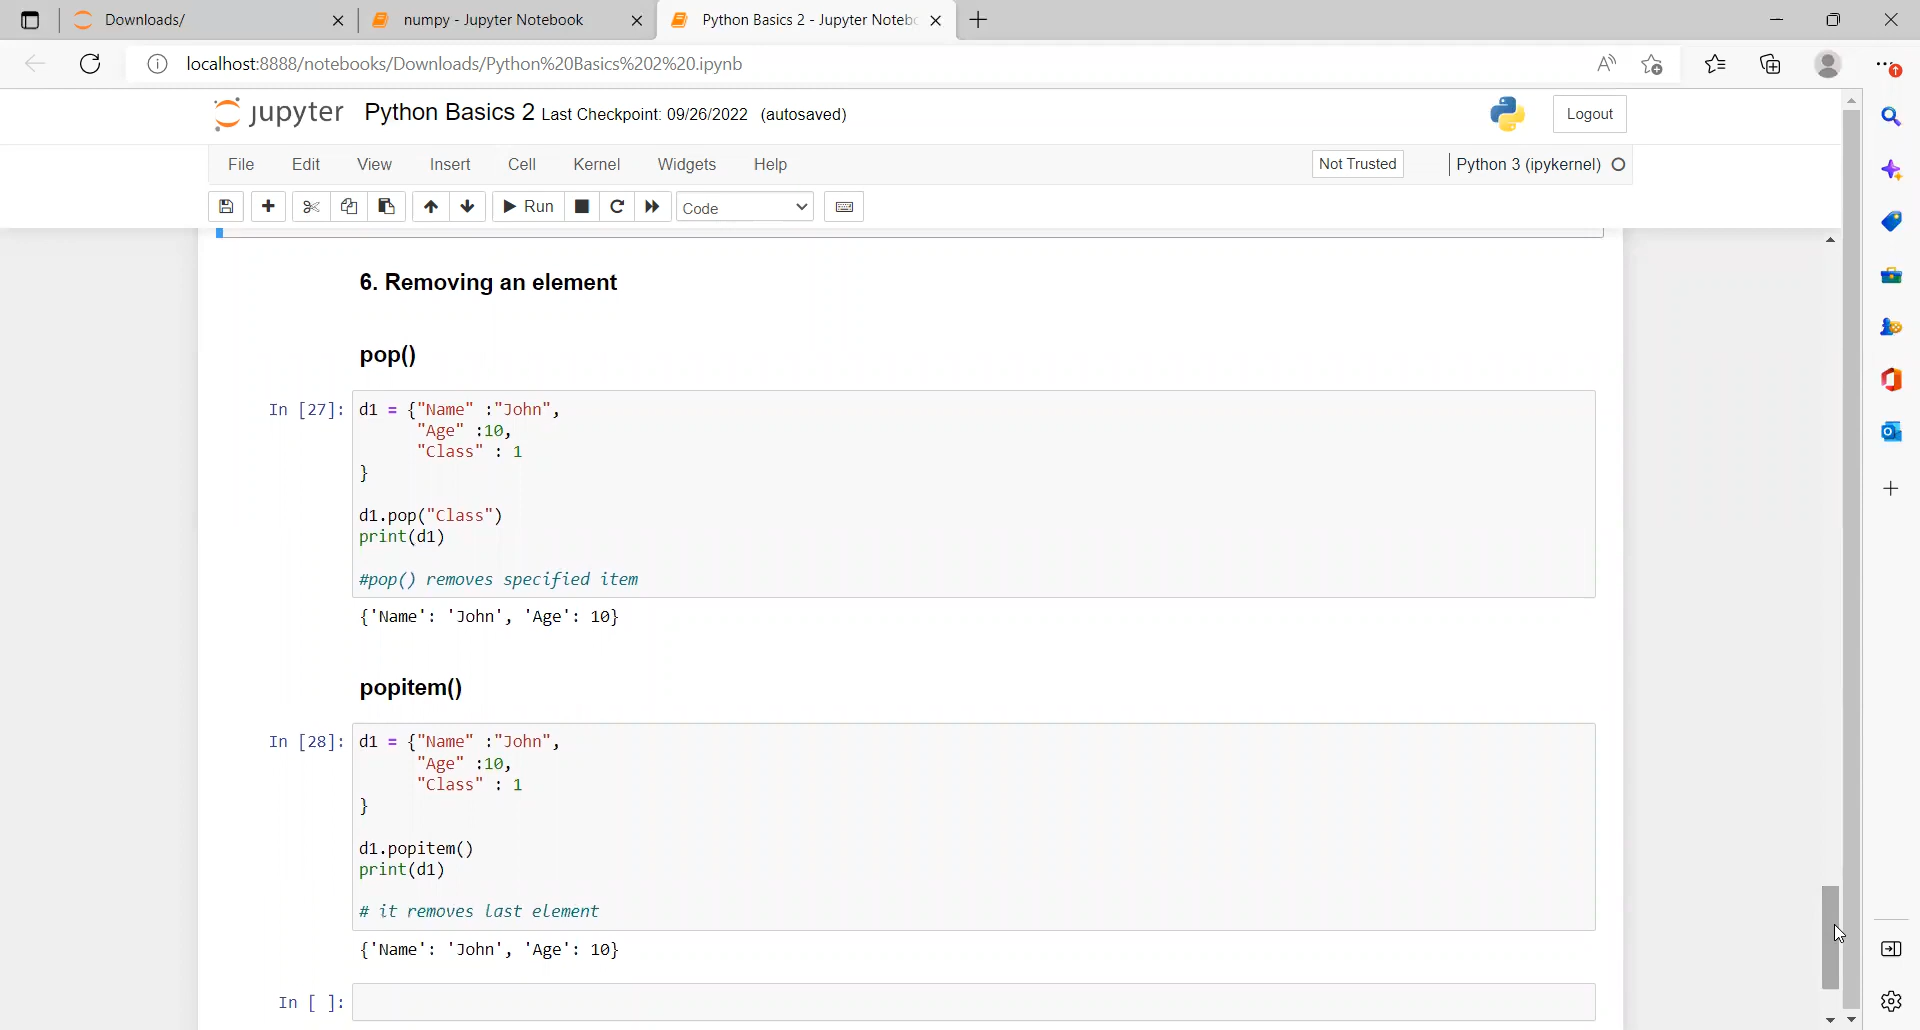 Downloads/
numpy - Jupyter Notebook
Python Basics 2 - Jupyter Noteb
localhost:8888/notebooks/Downloads/Python%20Basics%202%20.ipynb
jupyter Python Basics 2 Last Checkpoint: 09/26/2022 (autosaved)
Logout
File Edit View Insert Cell Kernel Widgets Help
Not Trusted
Python 3 (ipykernel)
Run
Code
6. Removing an element
pop()
In [27]: d1 = {"Name" :"John",
"Age" :10,
"Class" : 1
}
d1.pop("Class")
print(d1)
#pop() removes specified item
{'Name': 'John', 'Age': 10}
popitem()
In [28]: d1 = {"Name" :"John",
"Age" :10,
"Class" : 1
}
d1.popitem()
print(d1)
# it removes last element
{'Name': 'John', 'Age': 10}
In [ ]: